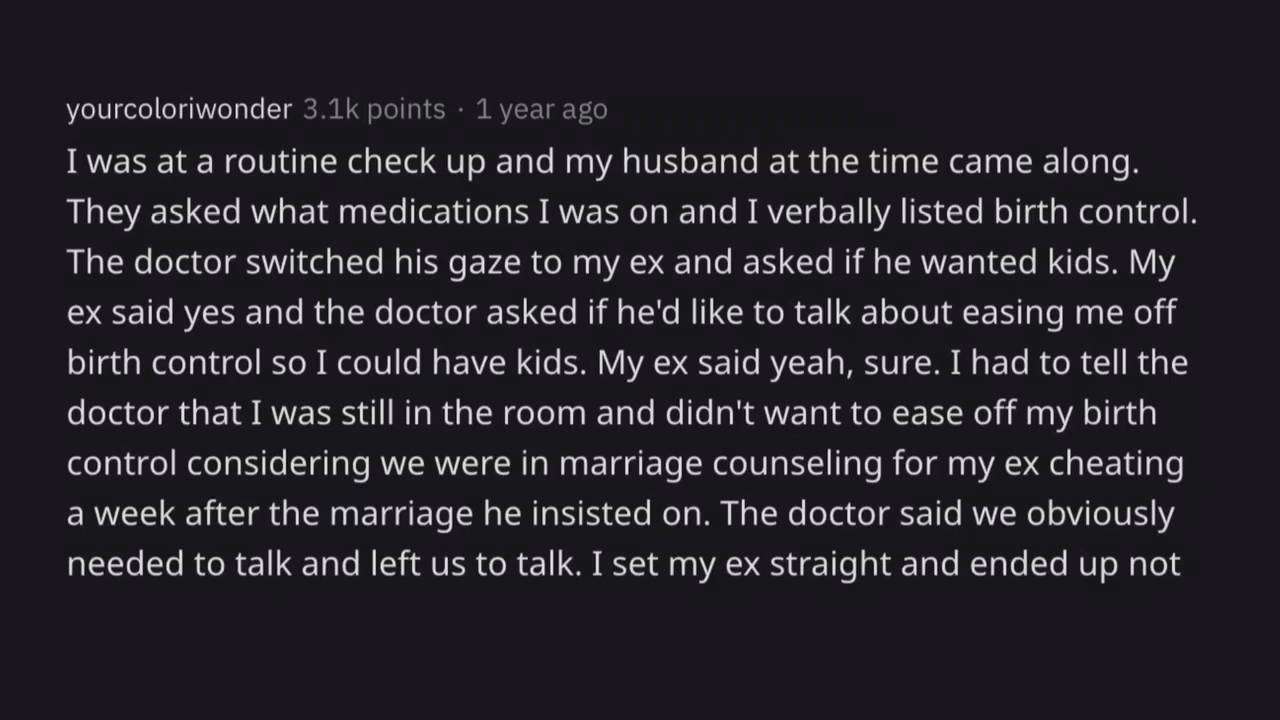 yourcoloriwonder 3.1k points · 1 year ago
I was at a routine check up and my husband at the time came along.
They asked what medications I was on and I verbally listed birth control.
The doctor switched his gaze to my ex and asked if he wanted kids. My
ex said yes and the doctor asked if he'd like to talk about easing me off
birth control so I could have kids. My ex said yeah, sure. I had to tell the
doctor that I was still in the room and didn't want to ease off my birth
control considering we were in marriage counseling for my ex cheating
a week after the marriage he insisted on. The doctor said we obviously
needed to talk and left us to talk. I set my ex straight and ended up not